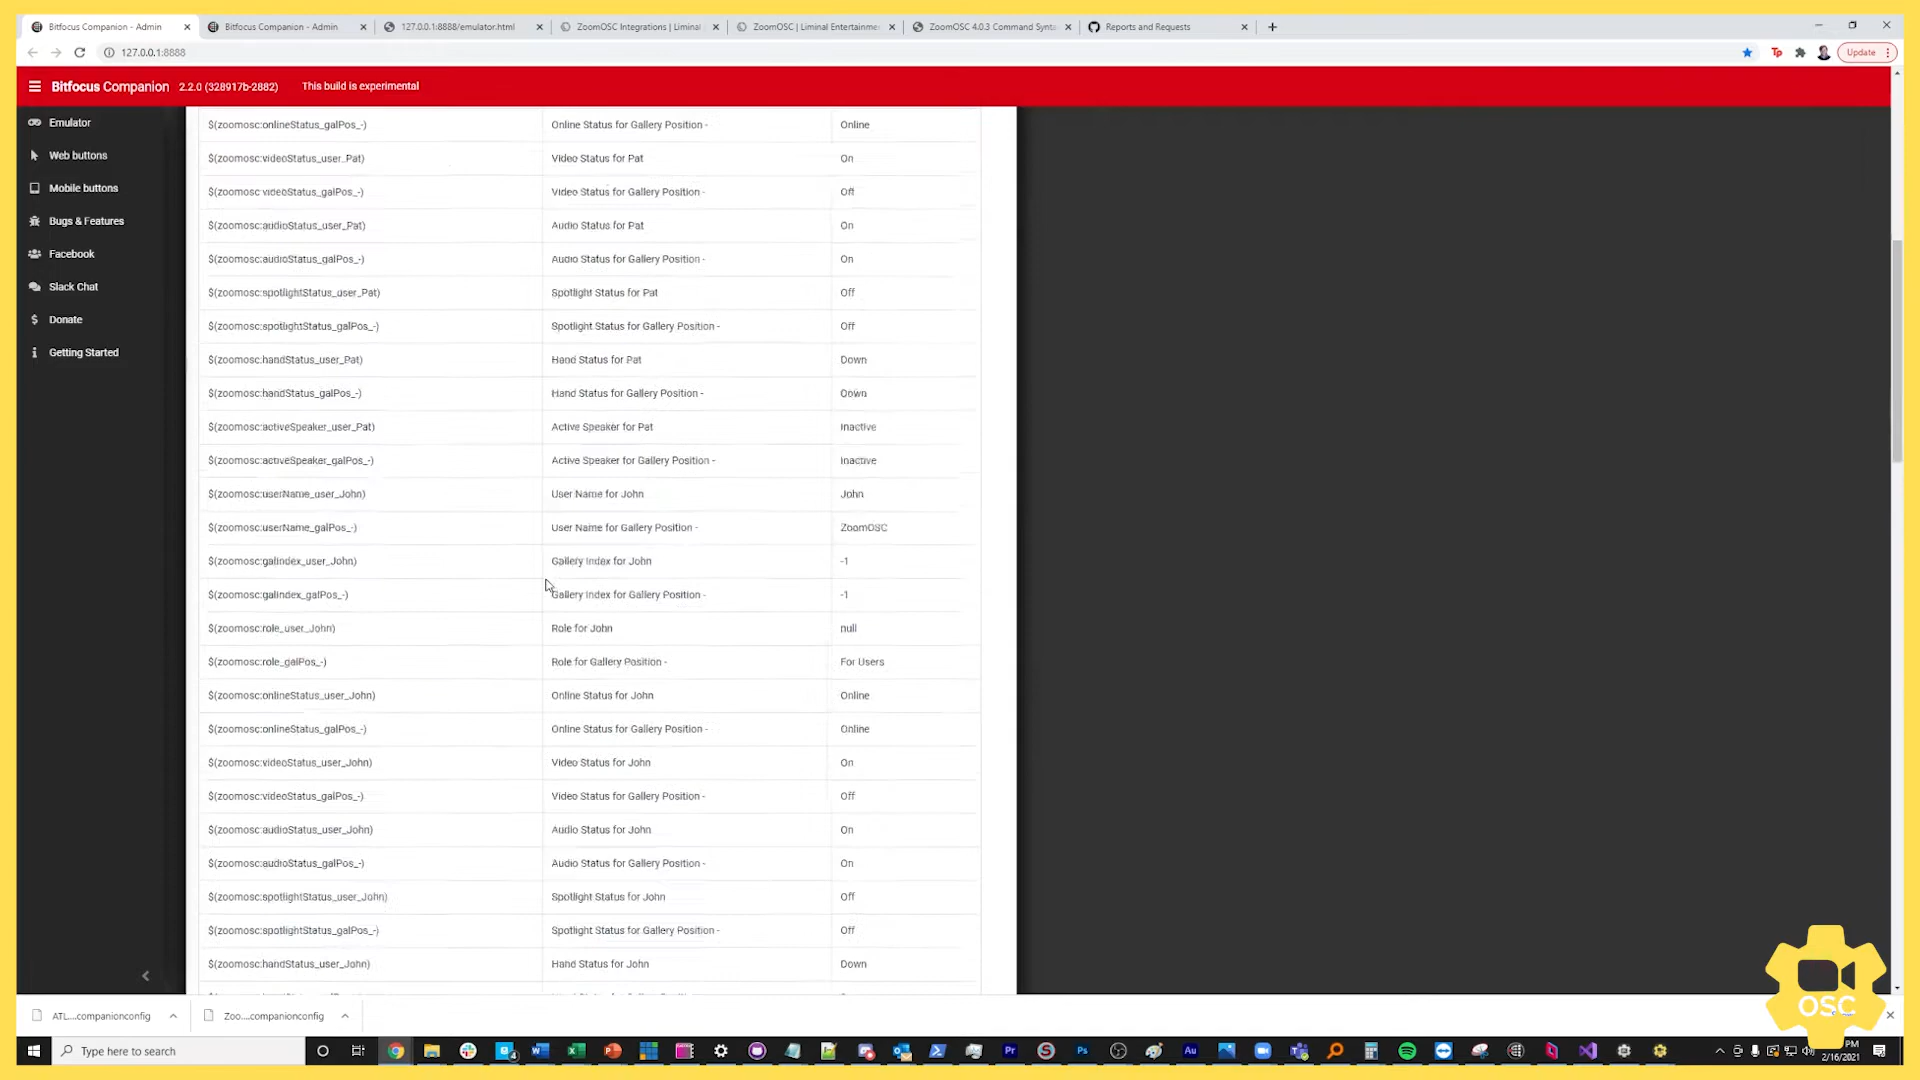 Bitfocus Companion - Admin
Bitfocus Companion - Admin
127.0.0.1:8888/emulator.html
ZoomOSC Integrations | Liminal
ZoomOSC | Liminal Entertainme
ZoomOSC 4.0.3 Command Synta
Reports and Requests
127.0.0.1:8888
Update
Bitfocus Companion 2.2.0 (328917b-2882) This build is experimental
Emulator
Web buttons
Mobile buttons
Bugs & Features
Facebook
Slack Chat
Donate
Getting Started
$(zoomosc:onlineStatus_galPos_-) Online Status for Gallery Position - Online
$(zoomosc:videoStatus_user_Pat) Video Status for Pat On
$(zoomosc:videoStatus_galPos_-) Video Status for Gallery Position - Off
$(zoomosc:audioStatus_user_Pat) Audio Status for Pat On
$(zoomosc:audioStatus_galPos_-) Audio Status for Gallery Position - On
$(zoomosc:spotlightStatus_user_Pat) Spotlight Status for Pat Off
$(zoomosc:spotlightStatus_galPos_-) Spotlight Status for Gallery Position - Off
$(zoomosc:handStatus_user_Pat) Hand Status for Pat Down
$(zoomosc:handStatus_galPos_-) Hand Status for Gallery Position - Down
$(zoomosc:activeSpeaker_user_Pat) Active Speaker for Pat Inactive
$(zoomosc:activeSpeaker_galPos_-) Active Speaker for Gallery Position - Inactive
$(zoomosc:userName_user_John) User Name for John John
$(zoomosc:userName_galPos_-) User Name for Gallery Position - ZoomOSC
$(zoomosc:galIndex_user_John) Gallery Index for John -1
$(zoomosc:galIndex_galPos_-) Gallery Index for Gallery Position - -1
$(zoomosc:role_user_John) Role for John null
$(zoomosc:role_galPos_-) Role for Gallery Position - For Users
$(zoomosc:onlineStatus_user_John) Online Status for John Online
$(zoomosc:onlineStatus_galPos_-) Online Status for Gallery Position - Online
$(zoomosc:videoStatus_user_John) Video Status for John On
$(zoomosc:videoStatus_galPos_-) Video Status for Gallery Position - Off
$(zoomosc:audioStatus_user_John) Audio Status for John On
$(zoomosc:audioStatus_galPos_-) Audio Status for Gallery Position - On
$(zoomosc:spotlightStatus_user_John) Spotlight Status for John Off
$(zoomosc:spotlightStatus_galPos_-) Spotlight Status for Gallery Position - Off
$(zoomosc:handStatus_user_John) Hand Status for John Down
ATL....companionconfig
Zoo....companionconfig
OSC
Type here to search
PM
2/16/2021